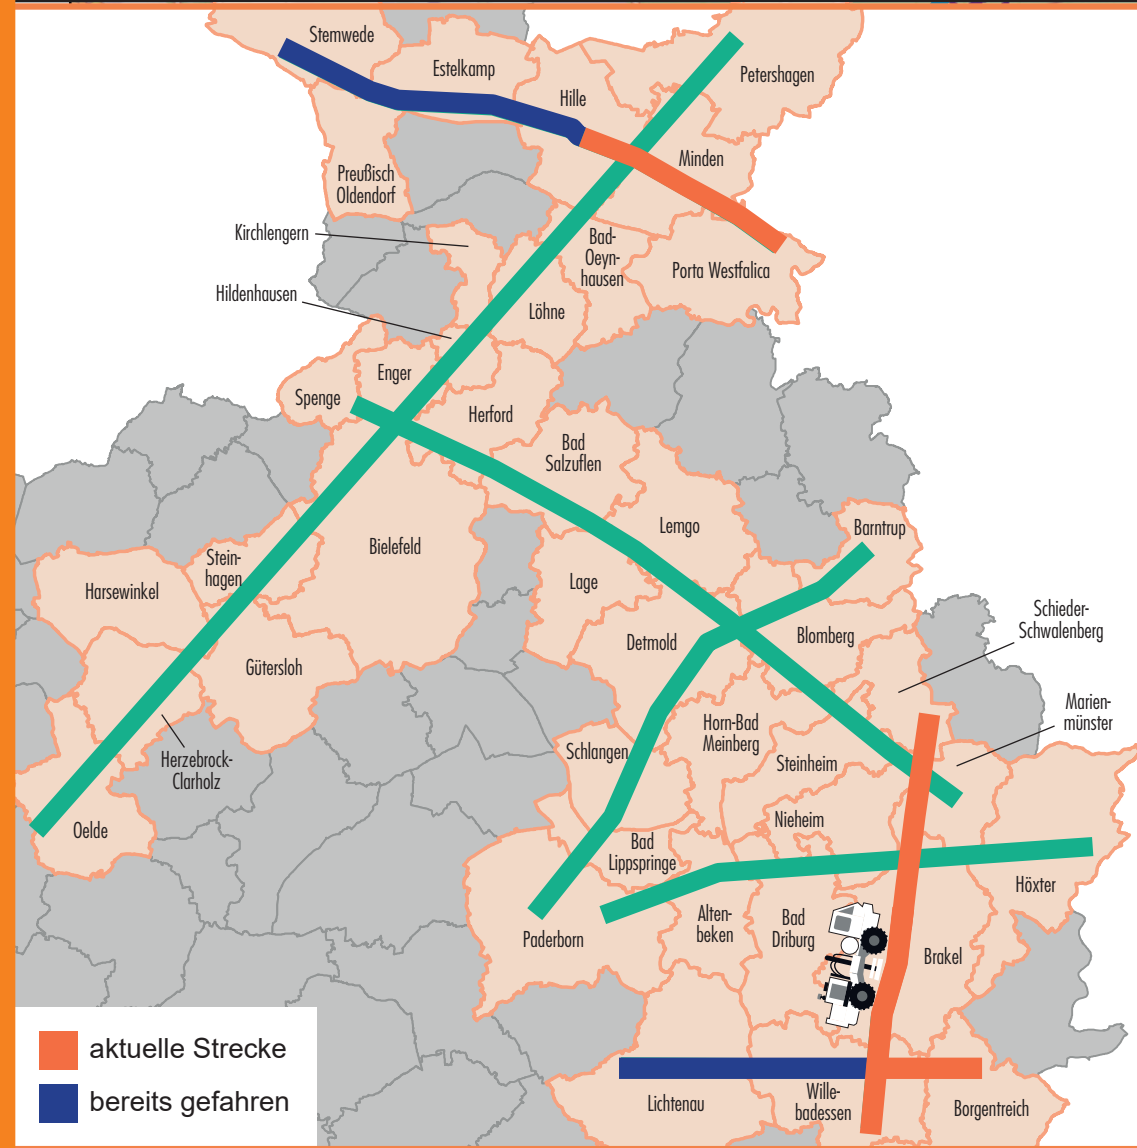 Stemwede
Estelkamp
Hille
Petershagen
Minden
Preußisch
Oldendorf
Kirchlengern
Bad-
Oeyn-
hausen
Porta Westfalica
Hildenhausen
Löhne
Enger
Spenge
Herford
Bad
Salzuflen
Lemgo
Barntrup
Bielefeld
Stein-
hagen
Harsewinkel
Lage
Schieder-
Schwalenberg
Detmold
Blomberg
Gütersloh
Marien-
münster
Horn-Bad
Meinberg
Schlangen
Steinheim
Herzebrock-
Clarholz
Nieheim
Oelde
Bad
Lippspringe
Höxter
Alten-
beken
Bad
Driburg
Paderborn
Brakel
aktuelle Strecke
bereits gefahren
Lichtenau
Wille-
badessen
Borgentreich